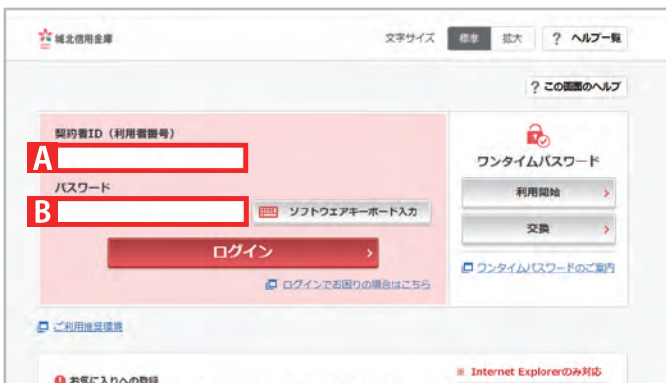 城北信用金庫
文字サイズ 標準 拡大 ? ヘルプ一覧
? この画面のヘルプ
契約者ID（利用者番号）
A
パスワード
B
ソフトウェアキーボード入力
ログイン
ログインでお困りの場合はこちら
ワンタイムパスワード
利用開始
交換
ワンタイムパスワードのご案内
ご利用推奨環境
お気に入りへの登録
※ Internet Explorerのみ対応